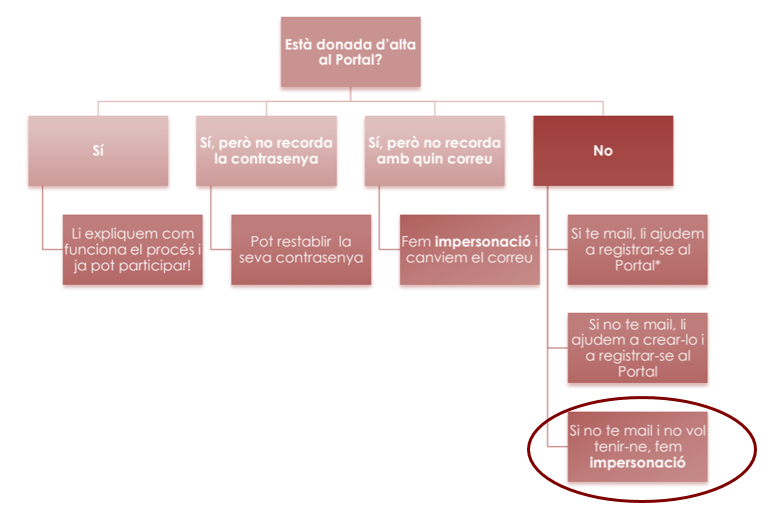 Està donada d'alta
al Portal?
Sí
Sí, però no recorda
la contrasenya
Sí, però no recorda
amb quin correu
No
Li expliquem com
funciona el procés i
ja pot participar!
Pot restablir la
seva contrasenya
Fem impersonació i
canviem el correu
Si te mail, li ajudem
a registrar-se al
Portal*
Si no te mail, li
ajudem a crear-lo i
a registrar-se al
Portal
Si no te mail i no vol
tenir-ne, fem
impersonació